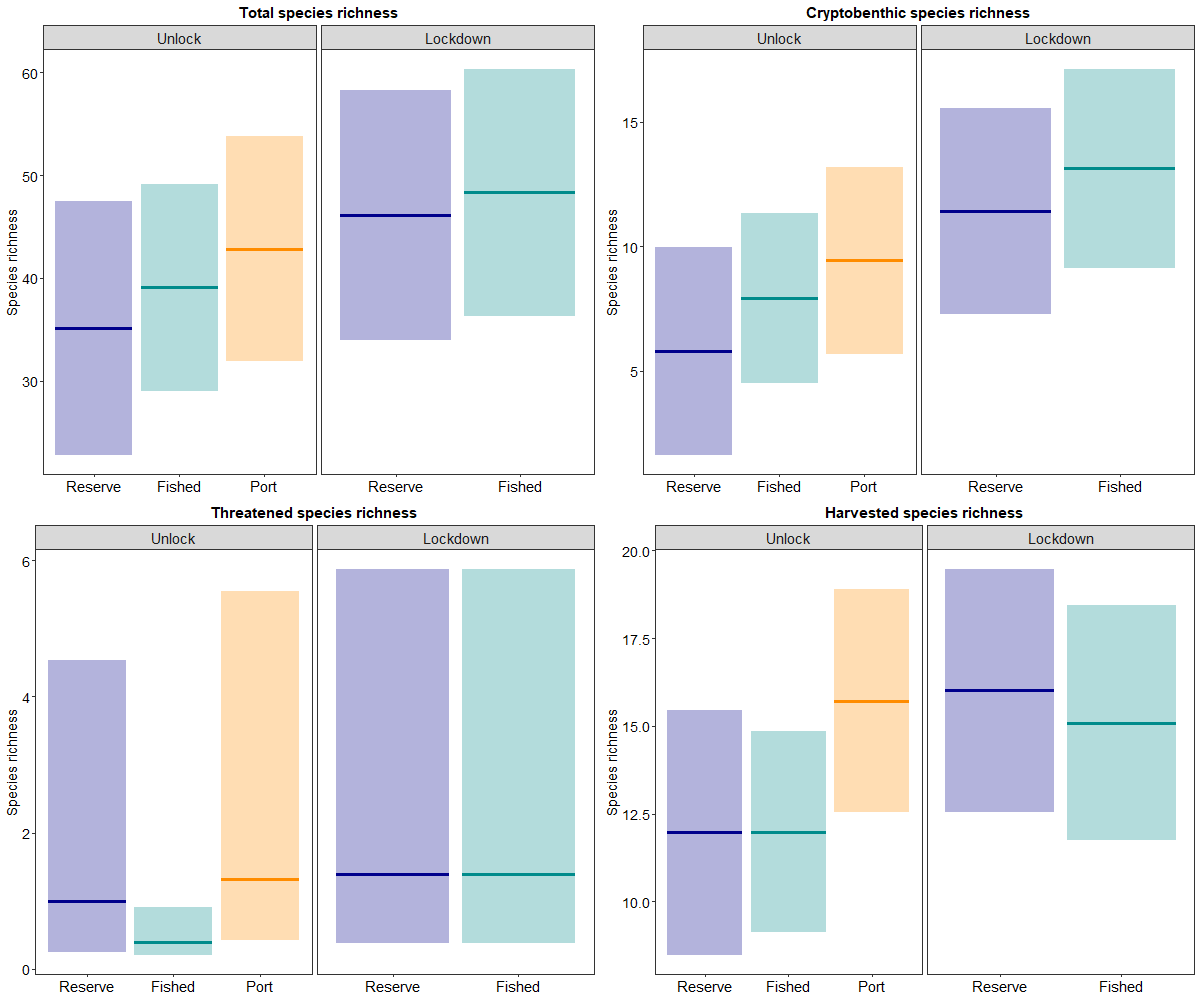 Total species richness
Unlock
Lockdown
Species richness
60
50
40
30
Reserve
Fished
Port
Reserve
Fished
Cryptobenthic species richness
Unlock
Lockdown
Species richness
15
10
5
Reserve
Fished
Port
Reserve
Fished
Threatened species richness
Unlock
Lockdown
Species richness
6
4
2
0
Reserve
Fished
Port
Reserve
Fished
Harvested species richness
Unlock
Lockdown
Species richness
20.0
17.5
15.0
12.5
10.0
Reserve
Fished
Port
Reserve
Fished